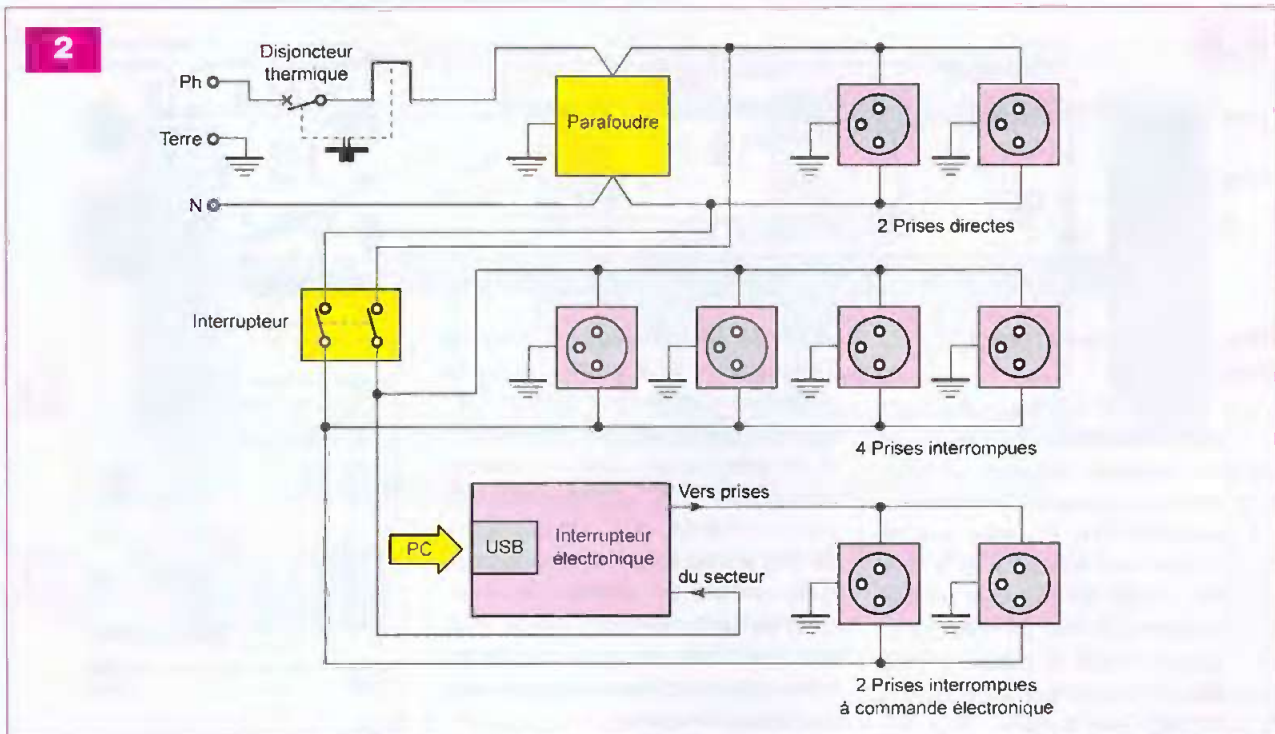 2
Disjoncteur
thermique
Ph
Terre
N
Parafoudre
2 Prises directes
Interrupteur
4 Prises interrompues
Vers prises
PC
USB
Interrupteur
électronique
du secteur
2 Prises interrompues
à commande électronique